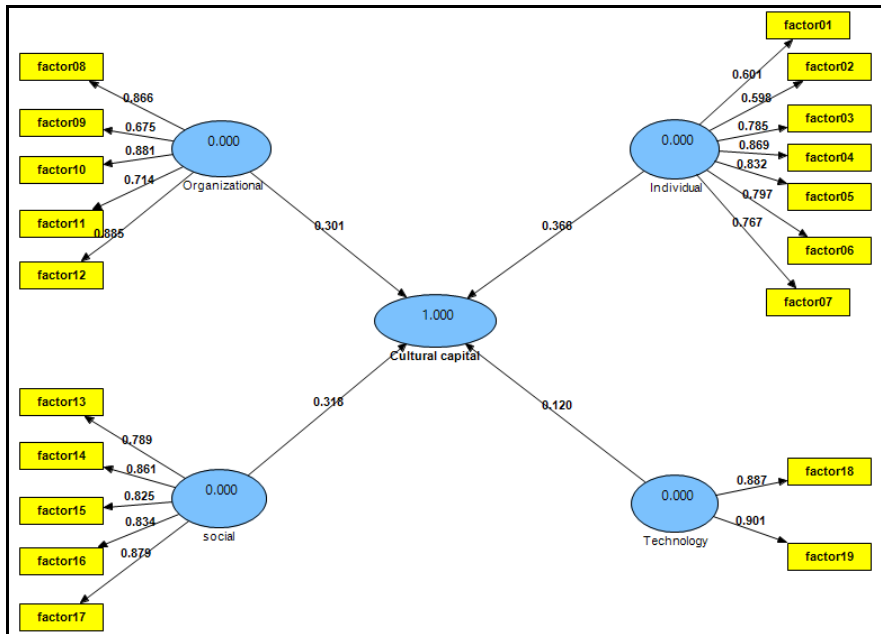 factor08
factor09
factor10
factor11
factor12
0.866
0.675
0.881
0.714
0.885
0.000
Organizational
0.301
factor01
factor02
factor03
factor04
factor05
factor06
factor07
0.601
0.598
0.785
0.869
0.832
0.797
0.767
0.000
Individual
0.366
1.000
Cultural capital
factor13
factor14
factor15
factor16
factor17
0.789
0.861
0.825
0.834
0.879
0.000
social
0.318
0.120
0.000
Technology
0.887
0.901
factor18
factor19